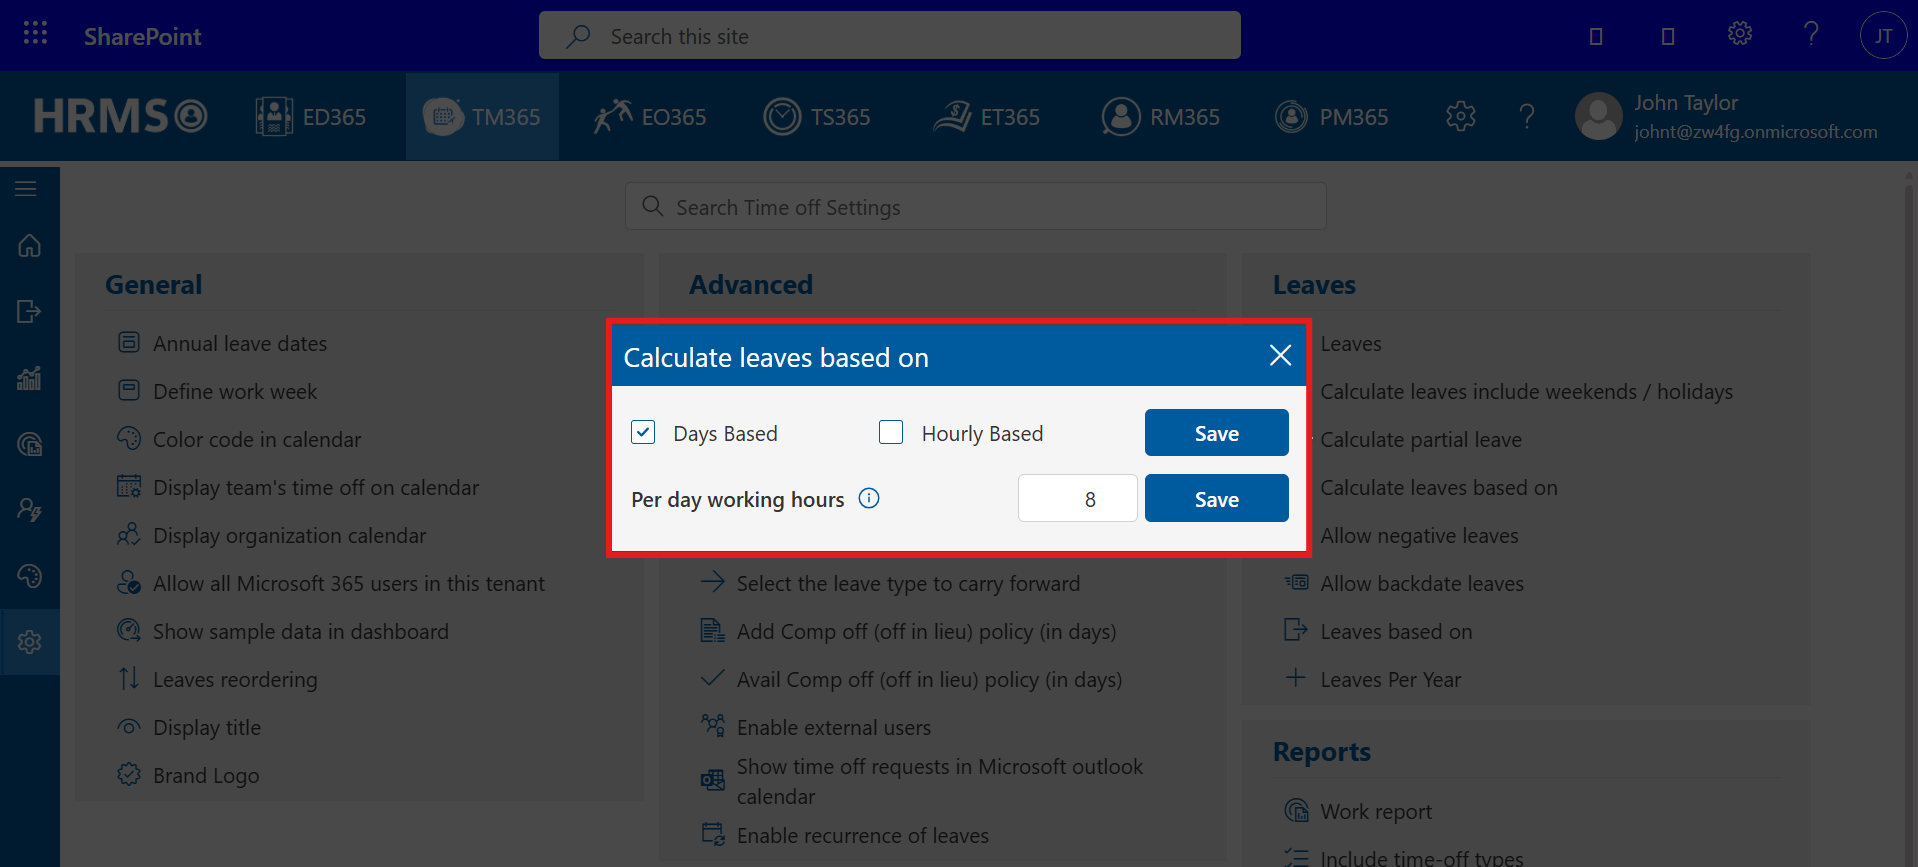 SharePoint
Search this site
JT
HRMS
ED365
TM365
EO365
TS365
ET365
RM365
PM365
John Taylor
johnt@zw4fg.onmicrosoft.com
Search Time off Settings
General
Annual leave dates
Define work week
Color code in calendar
Display team's time off on calendar
Display organization calendar
Allow all Microsoft 365 users in this tenant
Show sample data in dashboard
Leaves reordering
Display title
Brand Logo
Advanced
Calculate leaves based on
Days Based
Hourly Based
Save
Per day working hours
8
Save
Select the leave type to carry forward
Add Comp off (off in lieu) policy (in days)
Avail Comp off (off in lieu) policy (in days)
Enable external users
Show time off requests in Microsoft outlook
calendar
Enable recurrence of leaves
Leaves
Leaves
Calculate leaves include weekends / holidays
Calculate partial leave
Calculate leaves based on
Allow negative leaves
Allow backdate leaves
Leaves based on
Leaves Per Year
Reports
Work report
Include time-off types